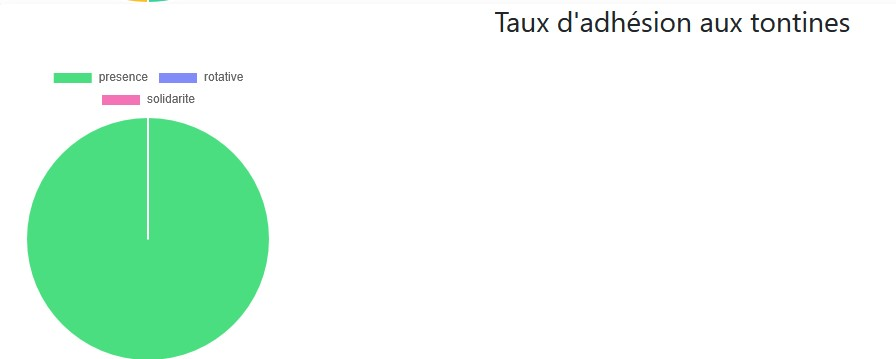 Taux d'adhésion aux tontines
presence rotative
solidarite